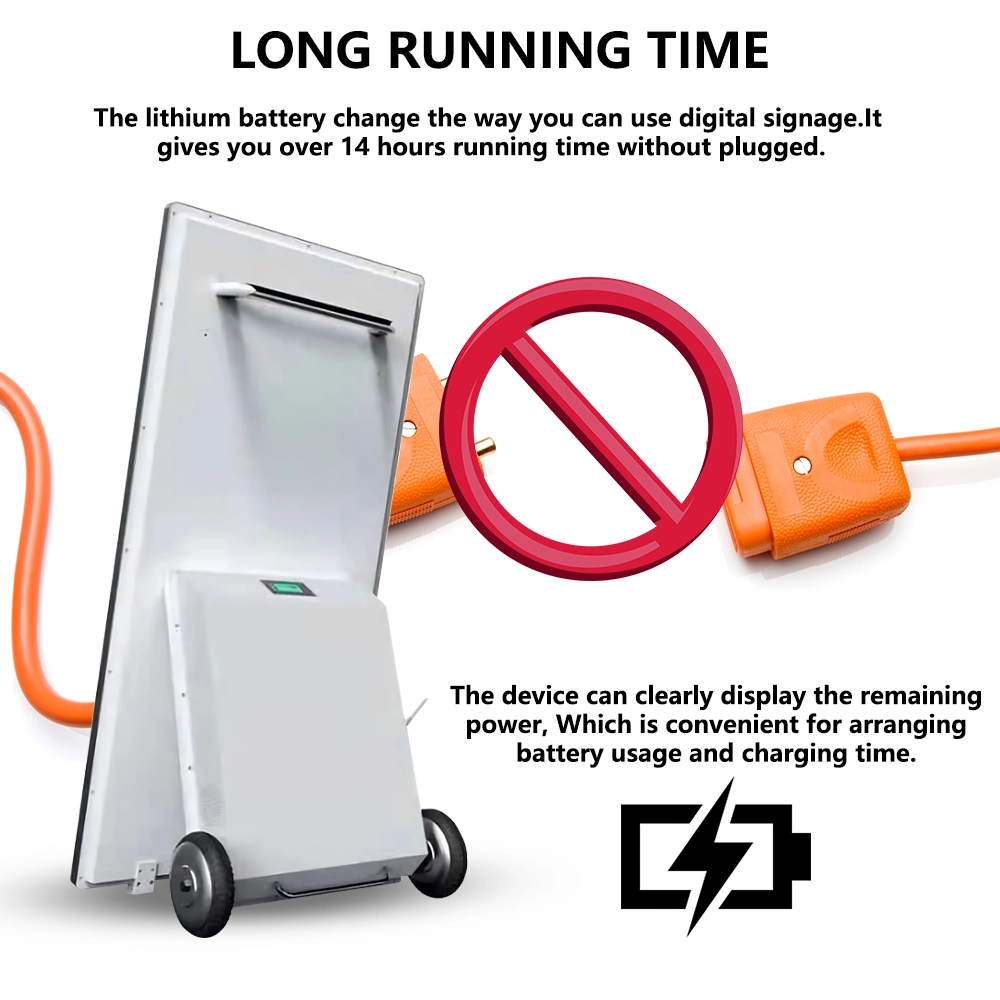 LONG RUNNING TIME
The lithium battery change the way you can use digital signage.It
gives you over 14 hours running time without plugged.
The device can clearly display the remaining
power, Which is convenient for arranging
battery usage and charging time.